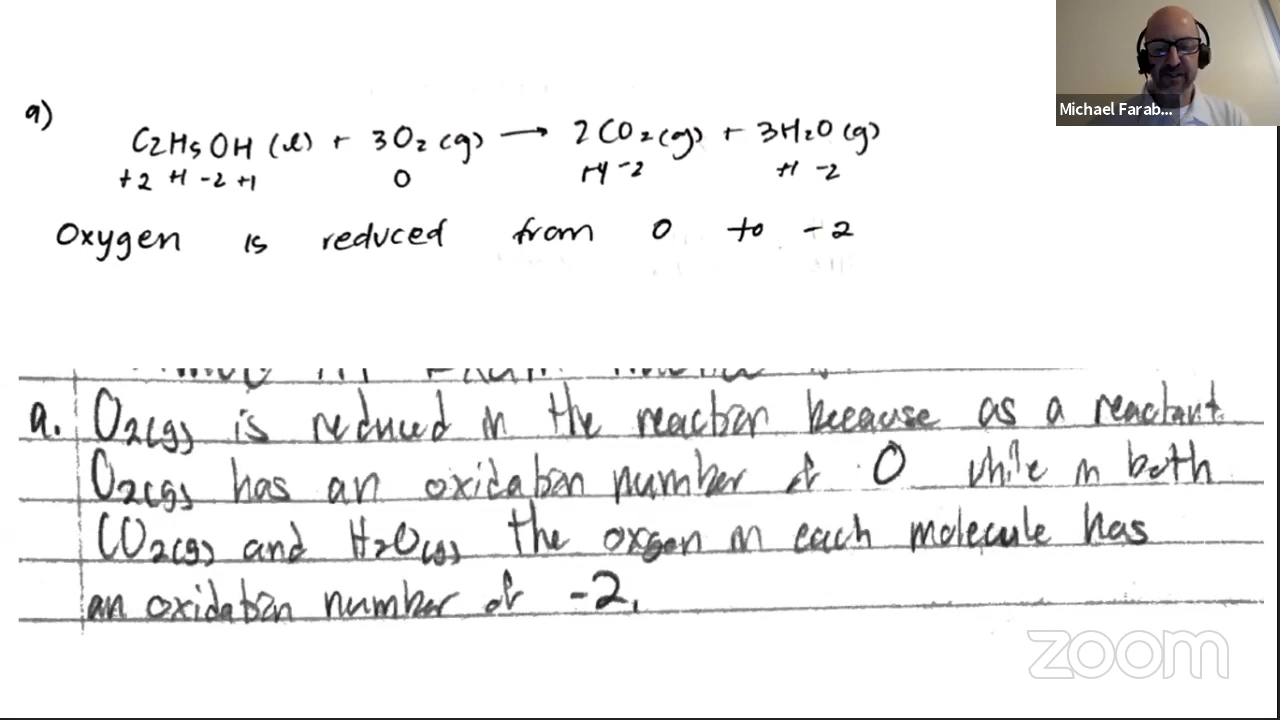 Michael Farab...
a)
C2H5OH (l) + 3O2 (g) → 2CO2 (g) + 3H2O (g)
+2 +1 -2 +1 0 +4 -2 +1 -2
Oxygen is reduced from 0 to -2
a. O2(g) is reduced in the reaction because as a reactant
O2(g) has an oxidation number of 0 while in both
CO2(g) and H2O(g) the oxgen in each molecule has
an oxidation number of -2.
zoom